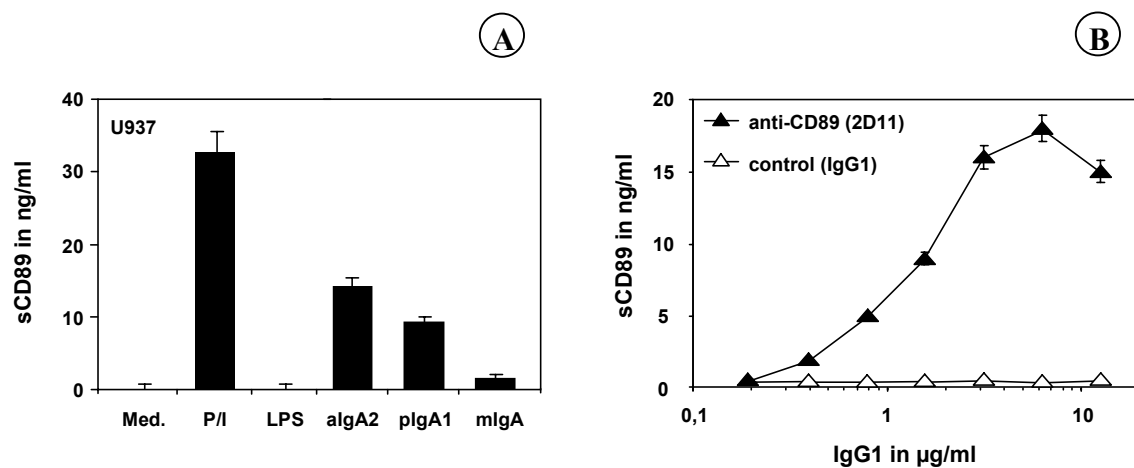 A
B
sCD89 in ng/ml
40
30
20
10
0
U937
Med.
P/I
LPS
aIgA2
pIgA1
mIgA
sCD89 in ng/ml
20
15
10
5
0
anti-CD89 (2D11)
control (IgG1)
0,1
1
10
IgG1 in µg/ml